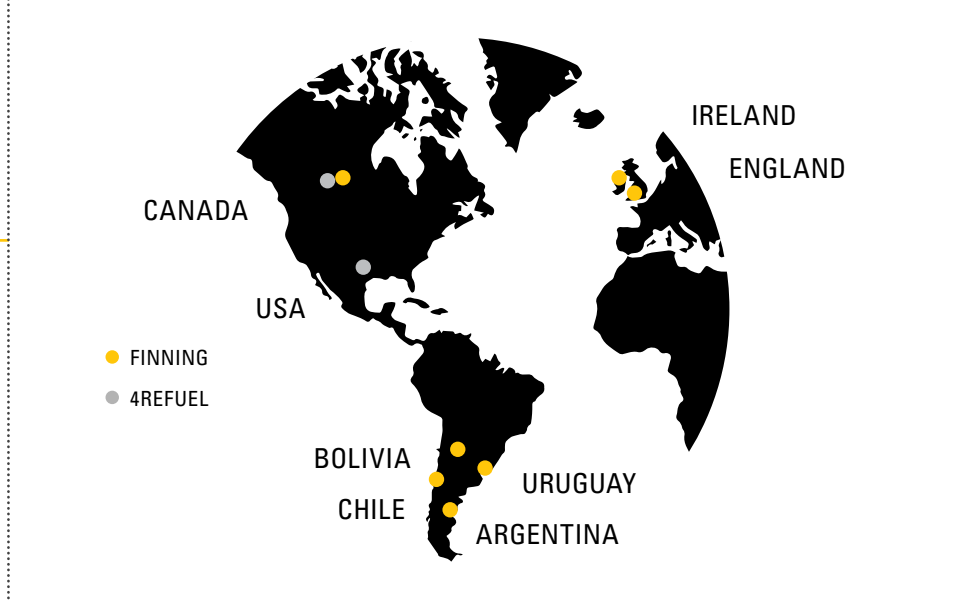 IRELAND
ENGLAND
CANADA
USA
FINNING
4REFUEL
BOLIVIA
URUGUAY
CHILE
ARGENTINA